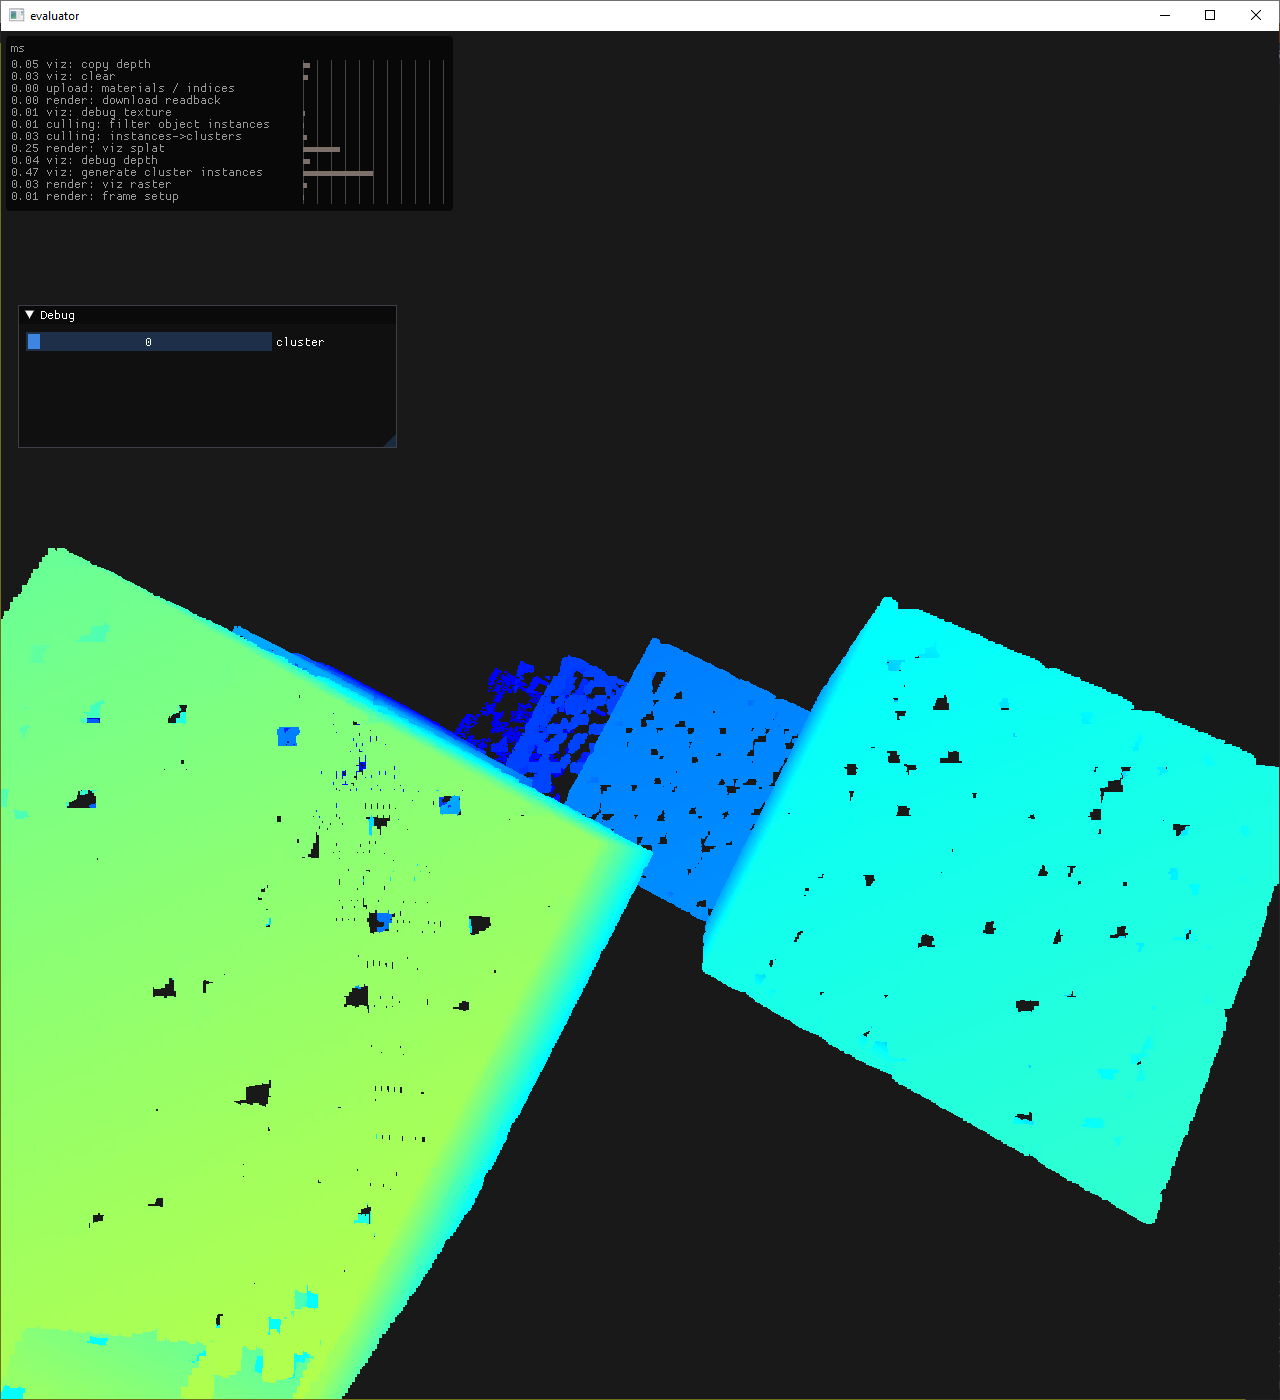 evaluator
ms
0.05 viz: copy depth
0.03 viz: clear
0.00 upload: materials / indices
0.00 render: download readback
0.01 viz: debug texture
0.01 culling: filter object instances
0.03 culling: instances->clusters
0.25 render: viz splat
0.04 viz: debug depth
0.47 viz: generate cluster instances
0.03 render: viz raster
0.01 render: frame setup
Debug
0 cluster